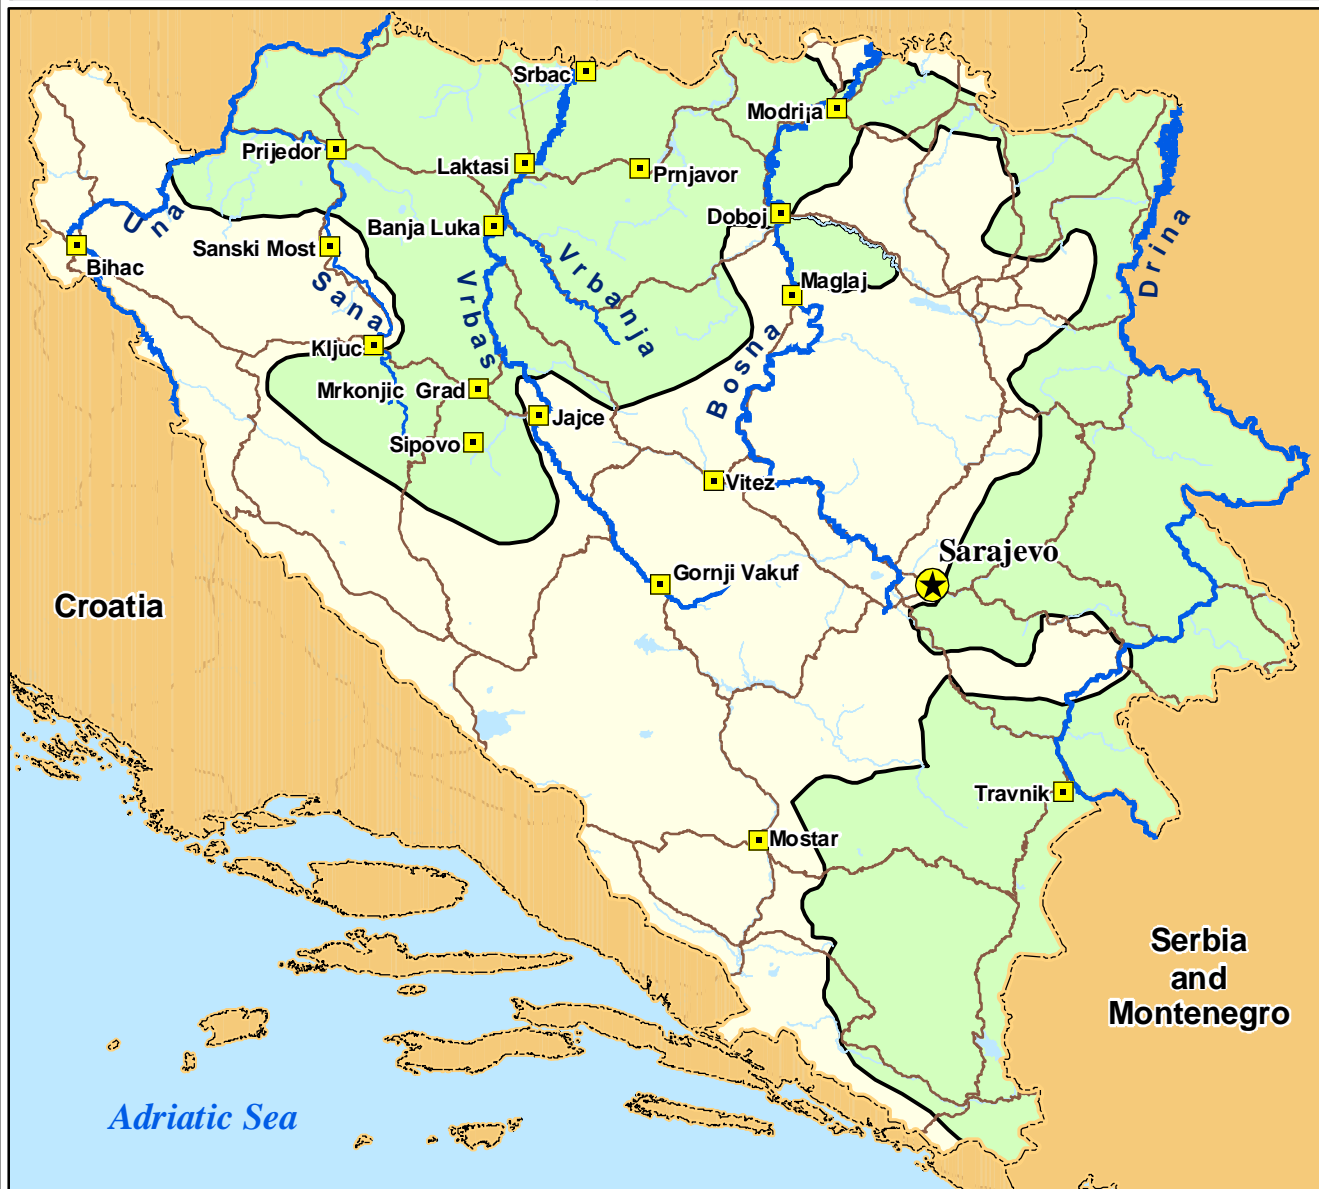 Srbac
Modri¡a
Prijedor
Laktasi
Prnjavor
Una
Doboj
Banja Luka
Sanski Most
Drina
Bihac
Vrbanja
Sana
Vrbas
Maglaj
Kljuc
Bosna
Mrkonjic Grad
Jajce
Sipovo
Vitez
Sarajevo
Gornji Vakuf
Croatia
Travnik
Mostar
Serbia
and
Montenegro
Adriatic Sea